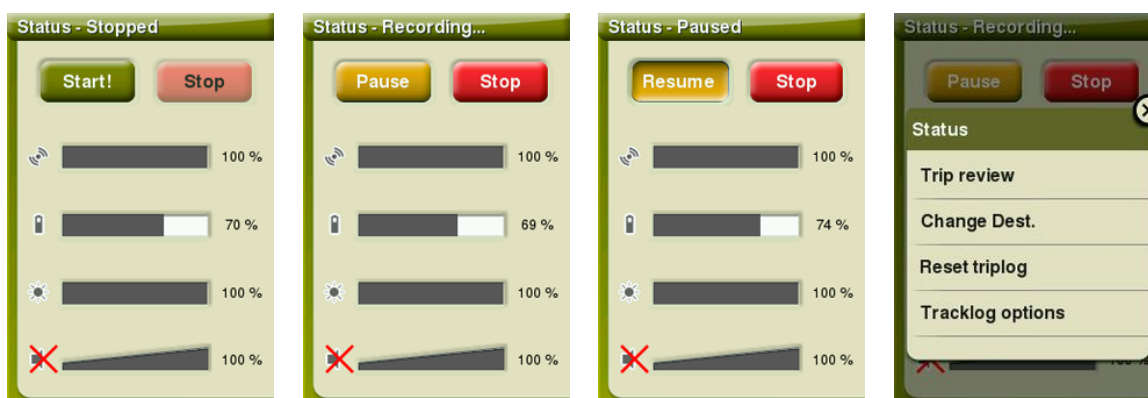 Status - Stopped
Start! Stop
100 %
70 %
100 %
100 %
Status - Recording...
Pause Stop
100 %
69 %
100 %
100 %
Status - Paused
Resume Stop
100 %
74 %
100 %
100 %
Status - Recording...
Pause Stop
Status
Trip review
Change Dest.
Reset triplog
Tracklog options